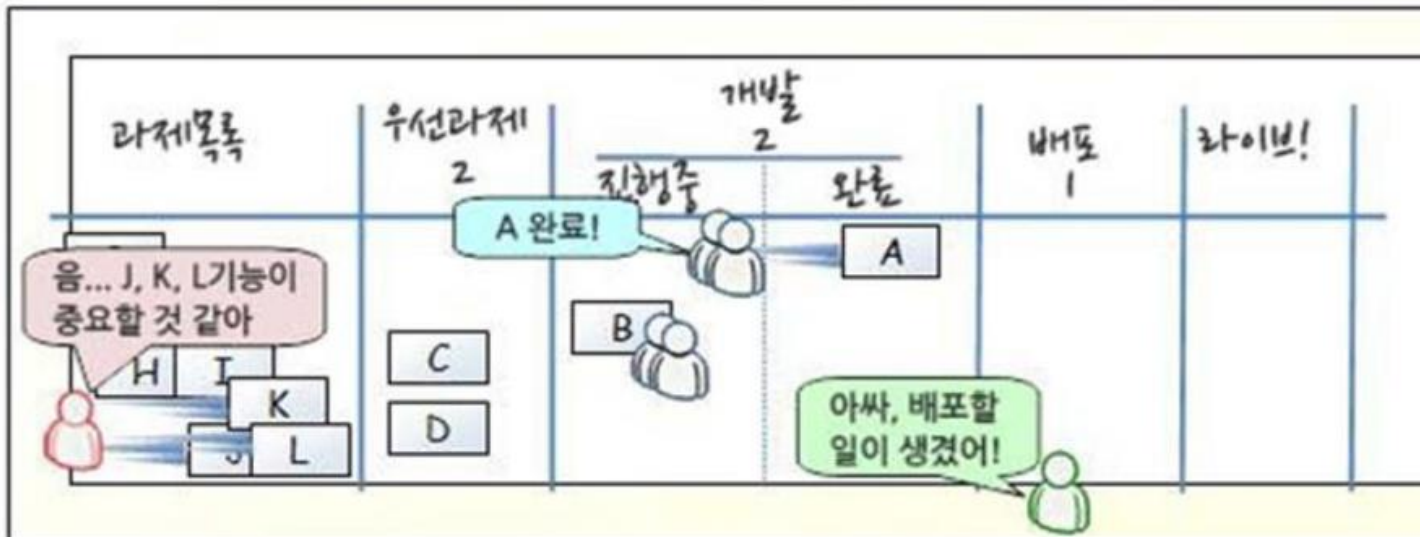 과제목록
우선과제
2
개발
2
진행중
완료
배포
1
라이브!
A 완료!
A
음... J, K, L기능이
중요할 것 같아
B
H
I
C
K
D
J
L
아싸, 배포할
일이 생겼어!